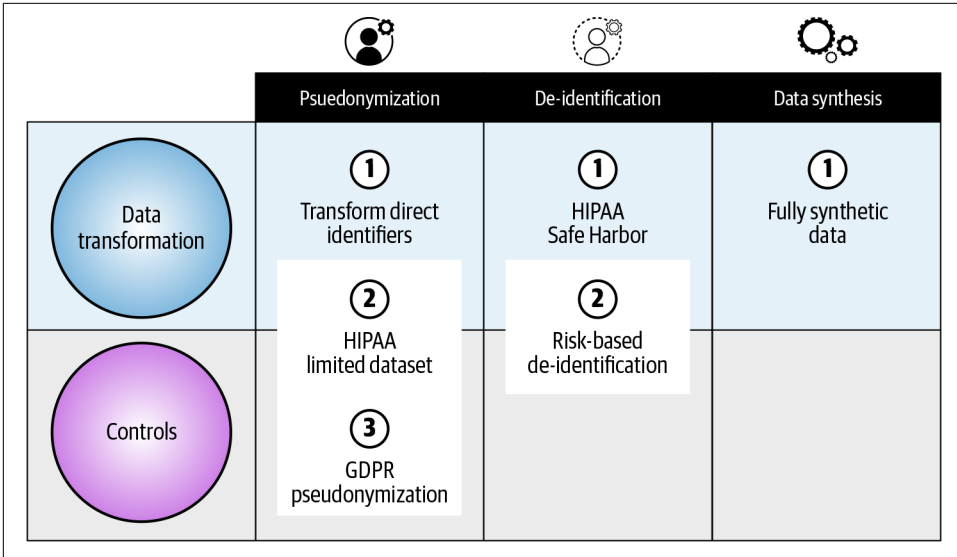 Psuedonymization
De-identification
Data synthesis
Data
transformation
1
Transform direct
identifiers
1
HIPAA
Safe Harbor
1
Fully synthetic
data
2
HIPAA
limited dataset
2
Risk-based
de-identification
Controls
3
GDPR
pseudonymization